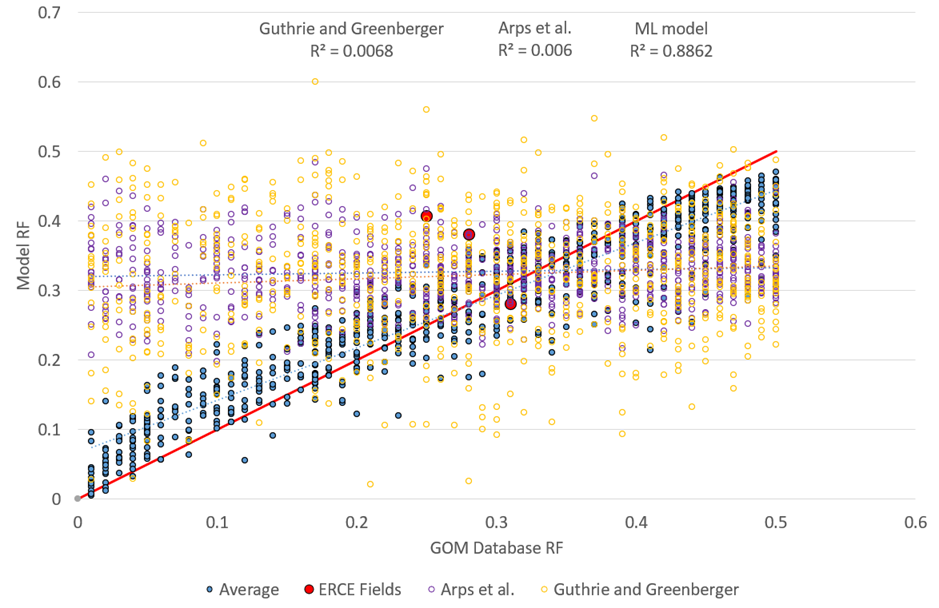 Guthrie and Greenberger
R² = 0.0068
Arps et al.
R² = 0.006
ML model
R² = 0.8862
0.7
0.6
0.5
0.4
0.3
0.2
0.1
0
Model RF
0
0.1
0.2
0.3
0.4
0.5
0.6
GOM Database RF
Average
ERCE Fields
Arps et al.
Guthrie and Greenberger